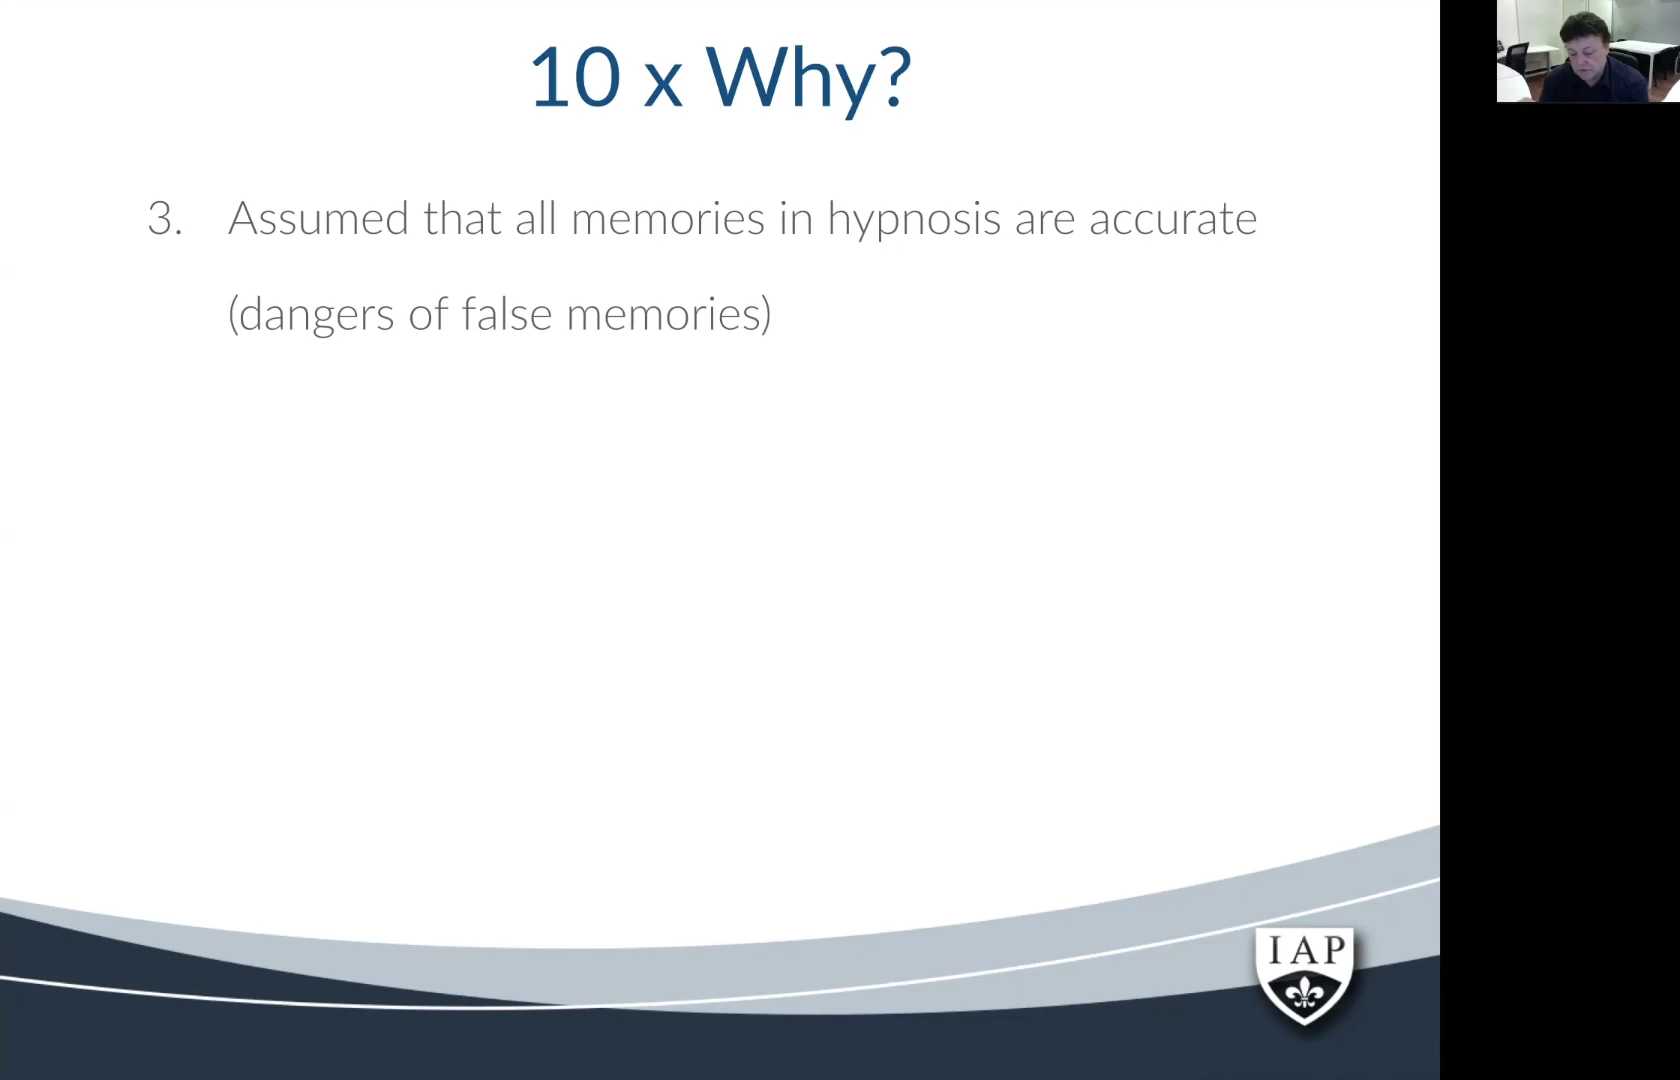 10 x Why?
3. Assumed that all memories in hypnosis are accurate
(dangers of false memories)
IAP